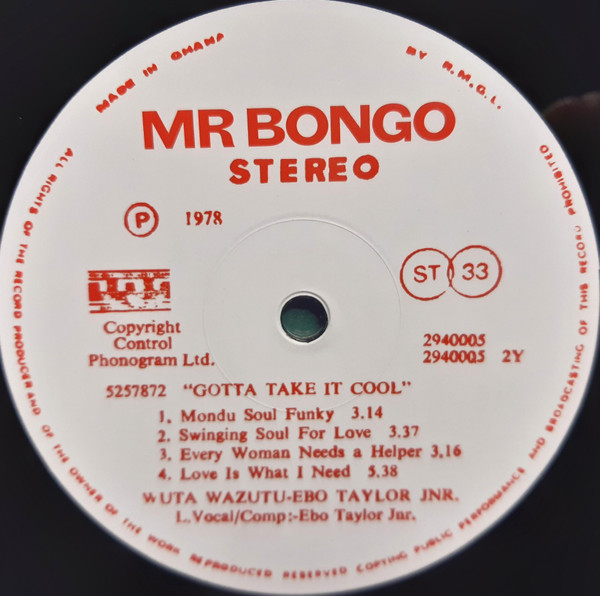 MADE IN GHANA
BY R.M.G.L.
MR BONGO
STEREO
P 1978
ST 33
Copyright
Control
Phonogram Ltd.
2940005
2940005 2Y
5257872 "GOTTA TAKE IT COOL"
1. Mondu Soul Funky 3.14
2. Swinging Soul For Love 3.37
3. Every Woman Needs a Helper 3.16
4. Love Is What I Need 5.38
WUTA WAZUTU-EBO TAYLOR JNR.
L.Vocal/Comp:-Ebo Taylor Jnr.
ALL RIGHTS OF THE RECORD PRODUCER AND OF THE OWNER OF THE WORK REPRODUCED RESERVED COPYING PUBLIC PERFORMANCE AND BROADCASTING OF THIS RECORD PROHIBITED